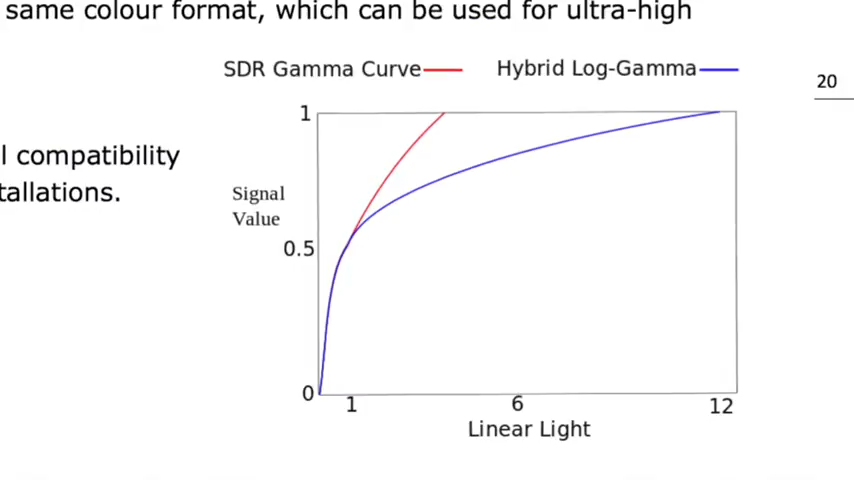 same colour format, which can be used for ultra-high
SDR Gamma Curve Hybrid Log-Gamma
20
1
l compatibility
tallations.
Signal
Value
0.5
0
1 6 12
Linear Light